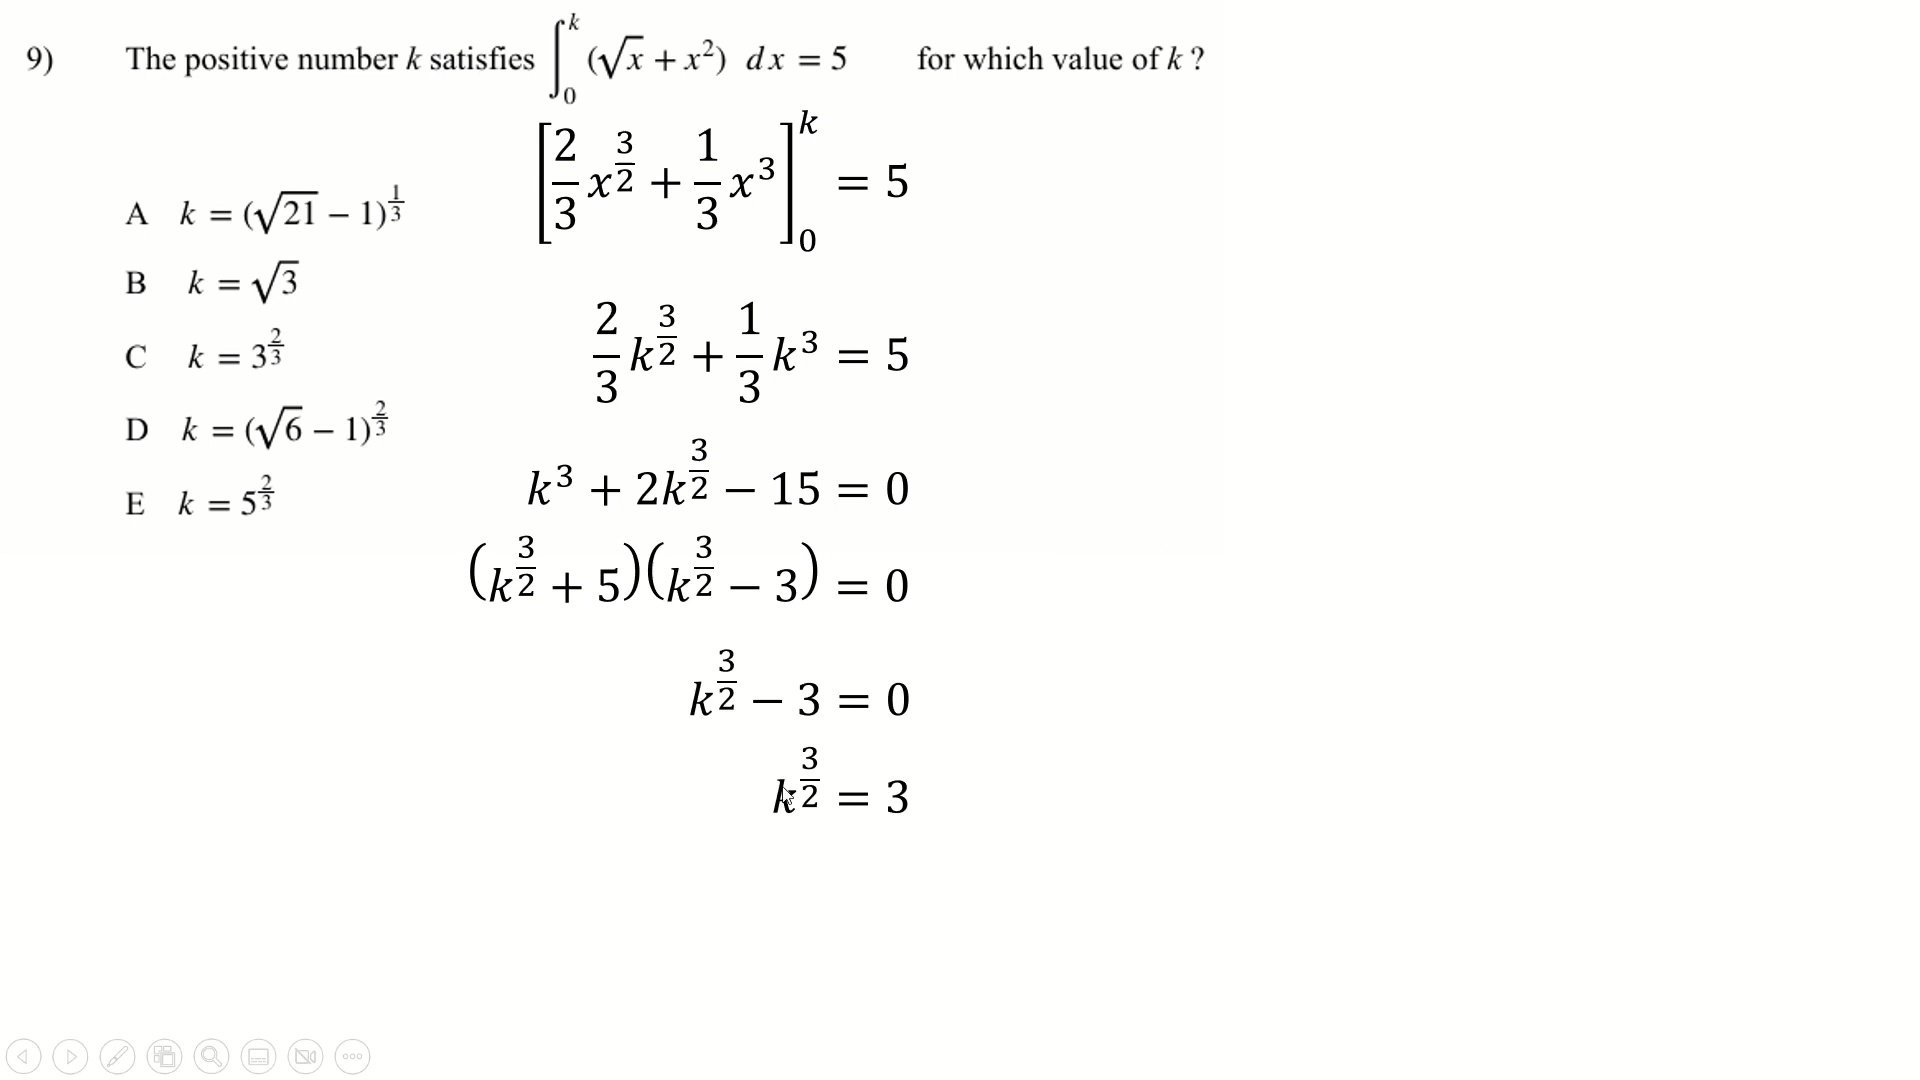 9) The positive number k satisfies ∫₀ᵏ (√x + x²) dx = 5 for which value of k ?
[2/3 x^(3/2) + 1/3 x³]₀ᵏ = 5
A k = (√21 − 1)^(1/3)
B k = √3
2/3 k^(3/2) + 1/3 k³ = 5
C k = 3^(2/3)
D k = (√6 − 1)^(2/3)
k³ + 2k^(3/2) − 15 = 0
E k = 5^(2/3)
(k^(3/2) + 5)(k^(3/2) − 3) = 0
k^(3/2) − 3 = 0
k^(3/2) = 3